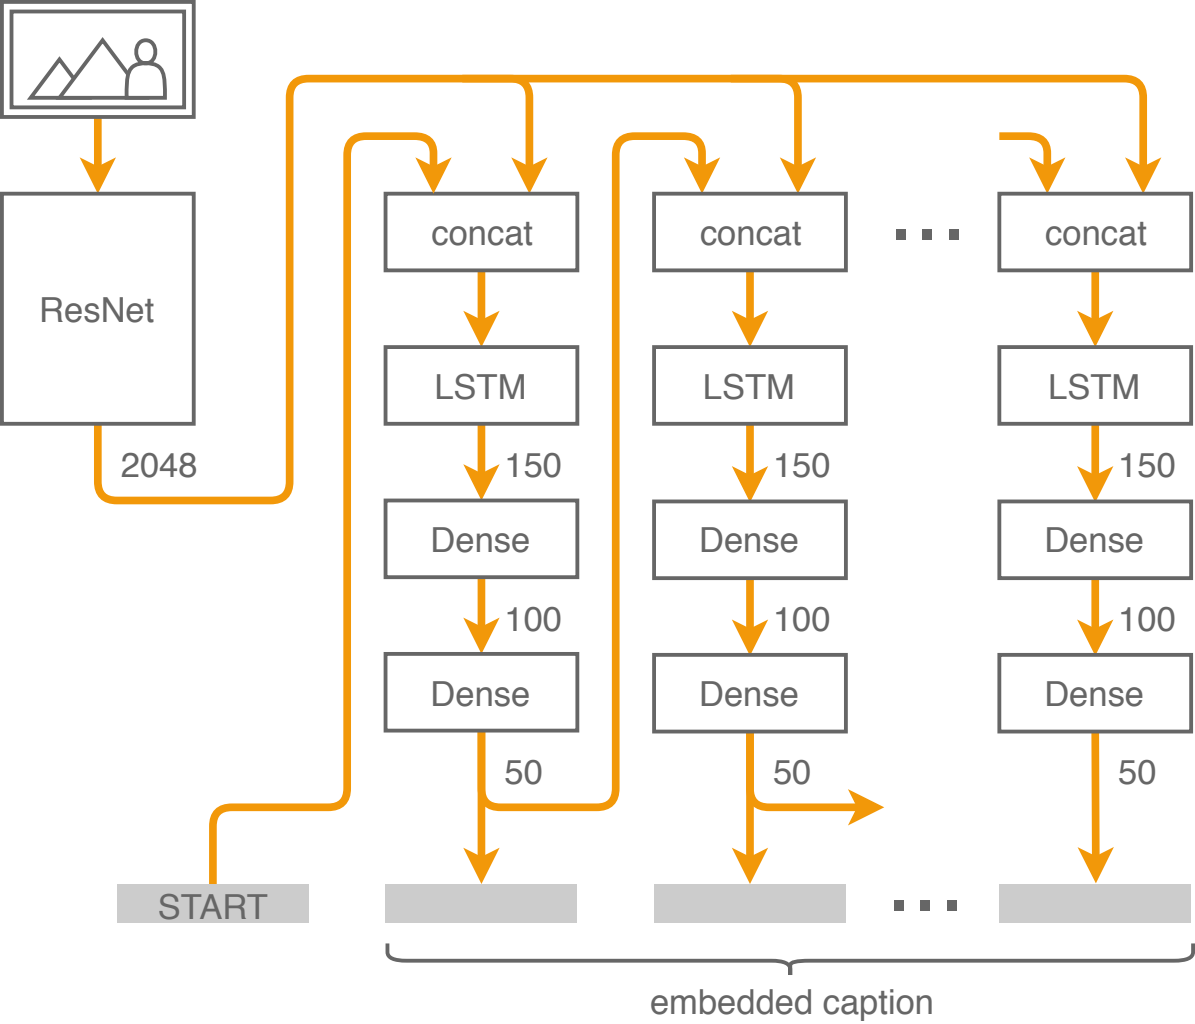 concat
concat
concat
ResNet
LSTM
LSTM
LSTM
2048
150
150
150
Dense
Dense
Dense
100
100
100
Dense
Dense
Dense
50
50
50
START
embedded caption